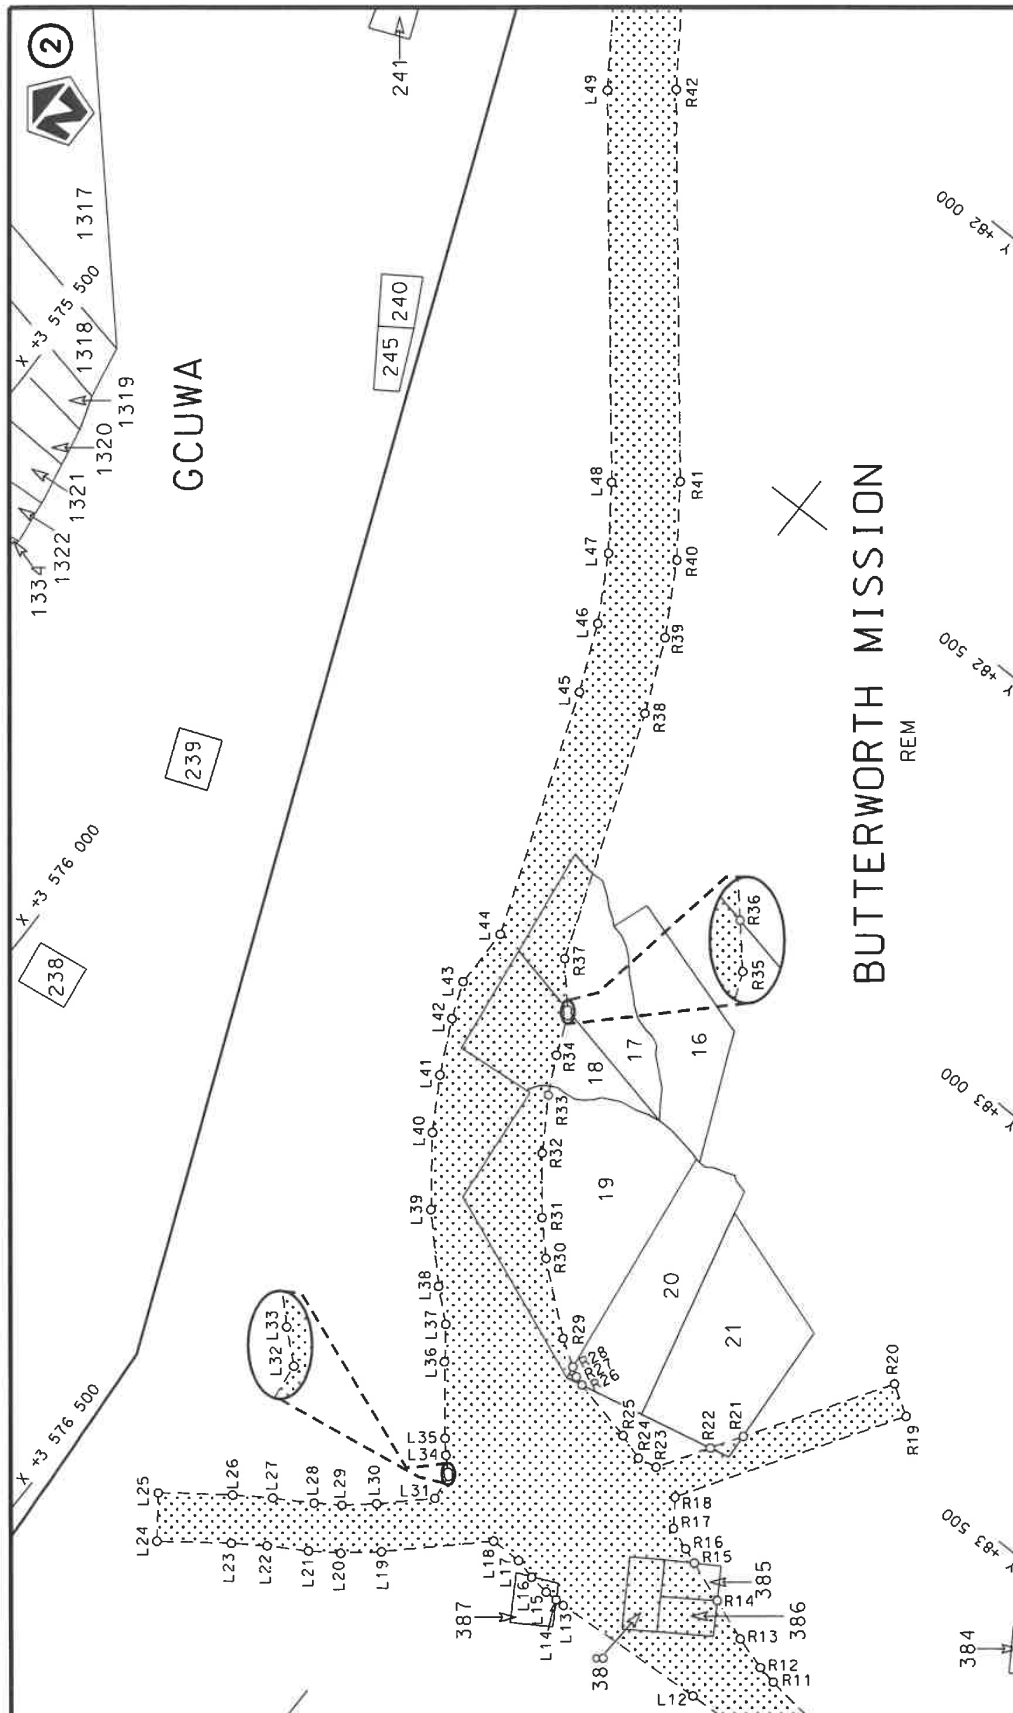 2
N
241
1317
X +3 575 500
1318
1319
1320
1321
1322
1334
GCUWA
245
240
239
X +3 576 000
238
X +3 576 500
L49
R42
L48
R41
L47
R40
L46
R39
L45
R38
L44
L43
L42
L41
L40
L39
L38
L37
L36
L35
L34
L33
L32
L31
L30
L29
L28
L27
L26
L25
L24
L23
L22
L21
L20
L19
L18
L17
L16
L15
L14
L13
L12
R37
R36
R35
R34
R33
R32
R31
R30
R29
R28
R27
R26
R25
R24
R23
R22
R21
R20
R19
R18
R17
R16
R15
R14
R13
R12
R11
16
17
18
19
20
21
387
388
385
386
384
BUTTERWORTH MISSION
REM
Y +82 000
Y +82 500
Y +83 000
Y +83 500